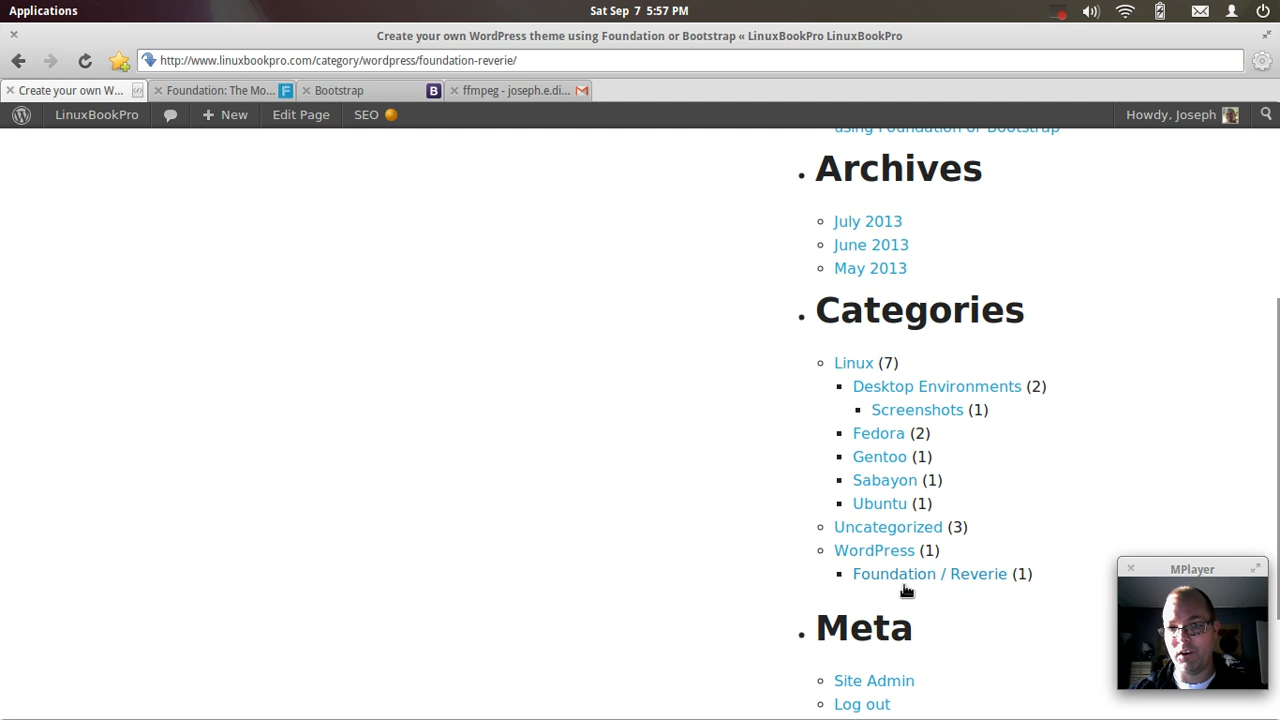 Applications
Sat Sep 7 5:57 PM
Create your own WordPress theme using Foundation or Bootstrap « LinuxBookPro LinuxBookPro
http://www.linuxbookpro.com/category/wordpress/foundation-reverie/
Create your own W...
Foundation: The Mo...
F
Bootstrap
B
ffmpeg - joseph.e.di...
LinuxBookPro
+ New
Edit Page
SEO
Howdy, Joseph
using Foundation or Bootstrap
Archives
July 2013
June 2013
May 2013
Categories
Linux (7)
Desktop Environments (2)
Screenshots (1)
Fedora (2)
Gentoo (1)
Sabayon (1)
Ubuntu (1)
Uncategorized (3)
WordPress (1)
Foundation / Reverie (1)
MPlayer
Meta
Site Admin
Log out